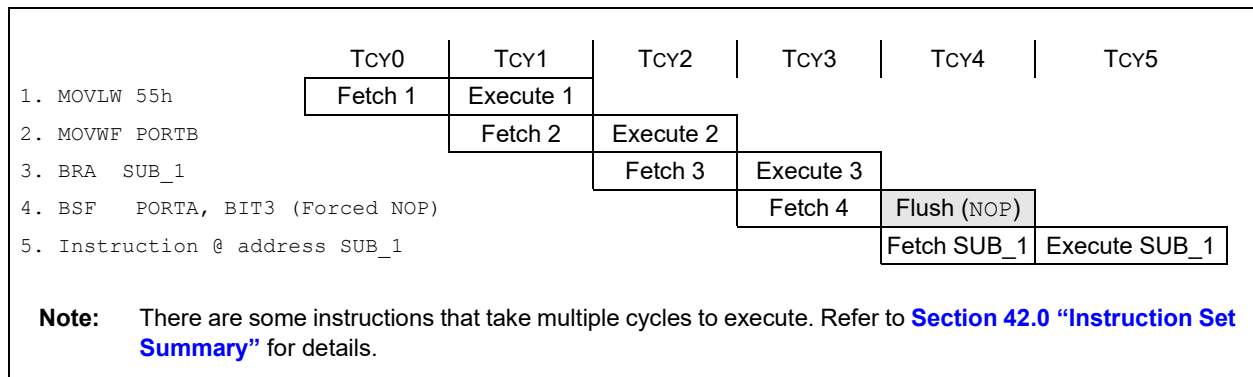 TCY0 TCY1 TCY2 TCY3 TCY4 TCY5
1. MOVLW 55h Fetch 1 Execute 1
2. MOVWF PORTB Fetch 2 Execute 2
3. BRA SUB_1 Fetch 3 Execute 3
4. BSF PORTA, BIT3 (Forced NOP) Fetch 4 Flush (NOP)
5. Instruction @ address SUB_1 Fetch SUB_1 Execute SUB_1
Note: There are some instructions that take multiple cycles to execute. Refer to Section 42.0 “Instruction Set
Summary” for details.